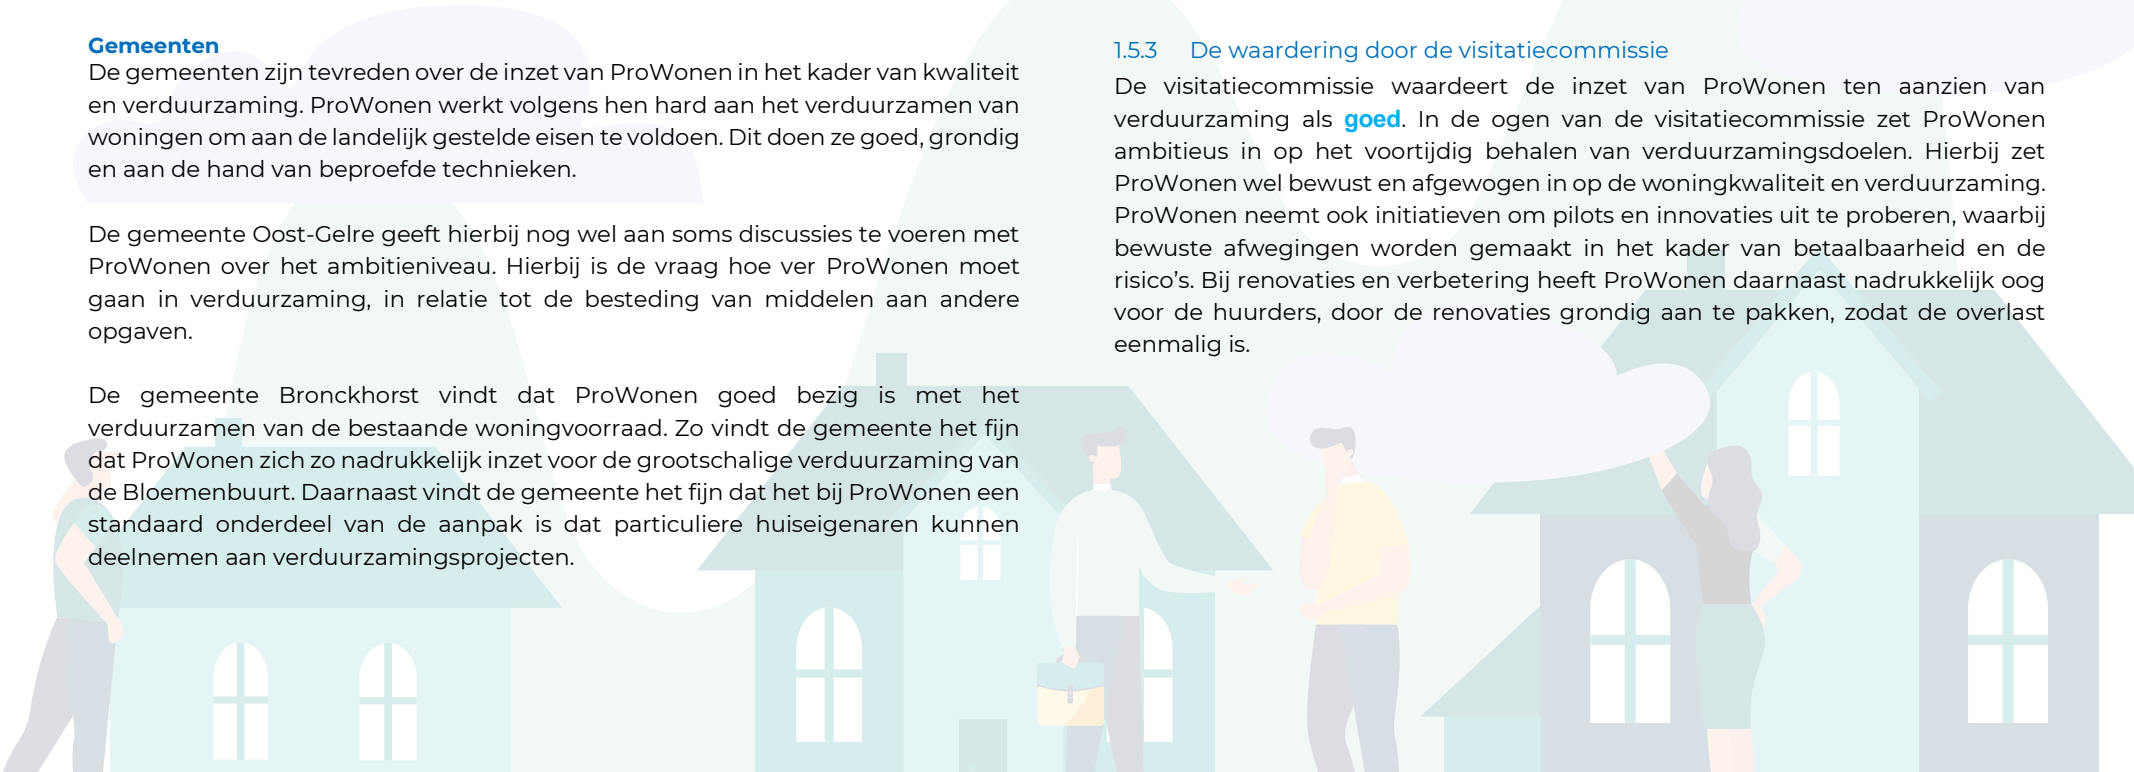 Gemeenten
De gemeenten zijn tevreden over de inzet van ProWonen in het kader van kwaliteit
en verduurzaming. ProWonen werkt volgens hen hard aan het verduurzamen van
woningen om aan de landelijk gestelde eisen te voldoen. Dit doen ze goed, grondig
en aan de hand van beproefde technieken.
De gemeente Oost-Gelre geeft hierbij nog wel aan soms discussies te voeren met
ProWonen over het ambitieniveau. Hierbij is de vraag hoe ver ProWonen moet
gaan in verduurzaming, in relatie tot de besteding van middelen aan andere
opgaven.
De gemeente Bronckhorst vindt dat ProWonen goed bezig is met het
verduurzamen van de bestaande woningvoorraad. Zo vindt de gemeente het fijn
dat ProWonen zich zo nadrukkelijk inzet voor de grootschalige verduurzaming van
de Bloemenbuurt. Daarnaast vindt de gemeente het fijn dat het bij ProWonen een
standaard onderdeel van de aanpak is dat particuliere huiseigenaren kunnen
deelnemen aan verduurzamingsprojecten.
1.5.3 De waardering door de visitatiecommissie
De visitatiecommissie waardeert de inzet van ProWonen ten aanzien van
verduurzaming als goed. In de ogen van de visitatiecommissie zet ProWonen
ambitieus in op het voortijdig behalen van verduurzamingsdoelen. Hierbij zet
ProWonen wel bewust en afgewogen in op de woningkwaliteit en verduurzaming.
ProWonen neemt ook initiatieven om pilots en innovaties uit te proberen, waarbij
bewuste afwegingen worden gemaakt in het kader van betaalbaarheid en de
risico's. Bij renovaties en verbetering heeft ProWonen daarnaast nadrukkelijk oog
voor de huurders, door de renovaties grondig aan te pakken, zodat de overlast
eenmalig is.